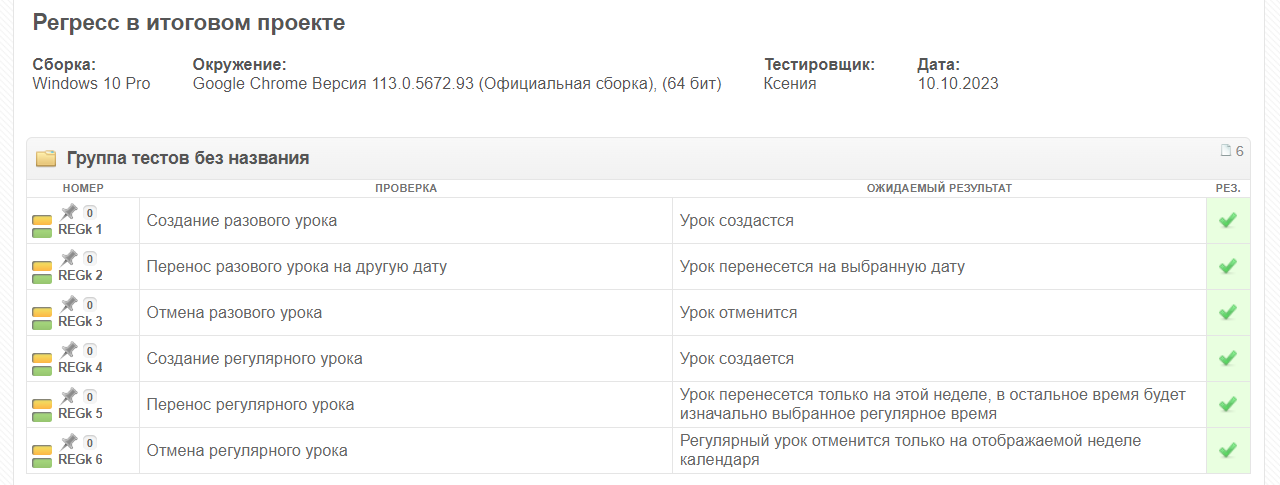 Регресс в итоговом проекте
Сборка: Окружение: Тестировщик: Дата:
Windows 10 Pro Google Chrome Версия 113.0.5672.93 (Официальная сборка), (64 бит) Ксения 10.10.2023
Группа тестов без названия 6
НОМЕР ПРОВЕРКА ОЖИДАЕМЫЙ РЕЗУЛЬТАТ РЕЗ.
0
REGk 1 Создание разового урока Урок создастся
0
REGk 2 Перенос разового урока на другую дату Урок перенесется на выбранную дату
0
REGk 3 Отмена разового урока Урок отменится
0
REGk 4 Создание регулярного урока Урок создается
0
REGk 5 Перенос регулярного урока Урок перенесется только на этой неделе, в остальное время будет
изначально выбранное регулярное время
0
REGk 6 Отмена регулярного урока Регулярный урок отменится только на отображаемой неделе
календаря